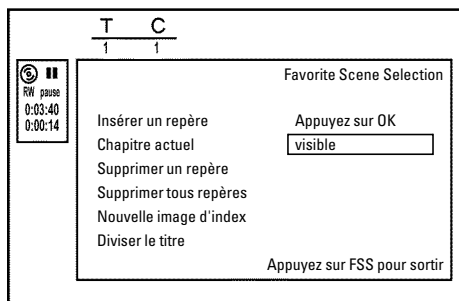 T C
1 1
RW pause
0:03:40
0:00:14
Favorite Scene Selection
Insérer un repère Appuyez sur OK
Chapitre actuel visible
Supprimer un repère
Supprimer tous repères
Nouvelle image d'index
Diviser le titre
Appuyez sur FSS pour sortir